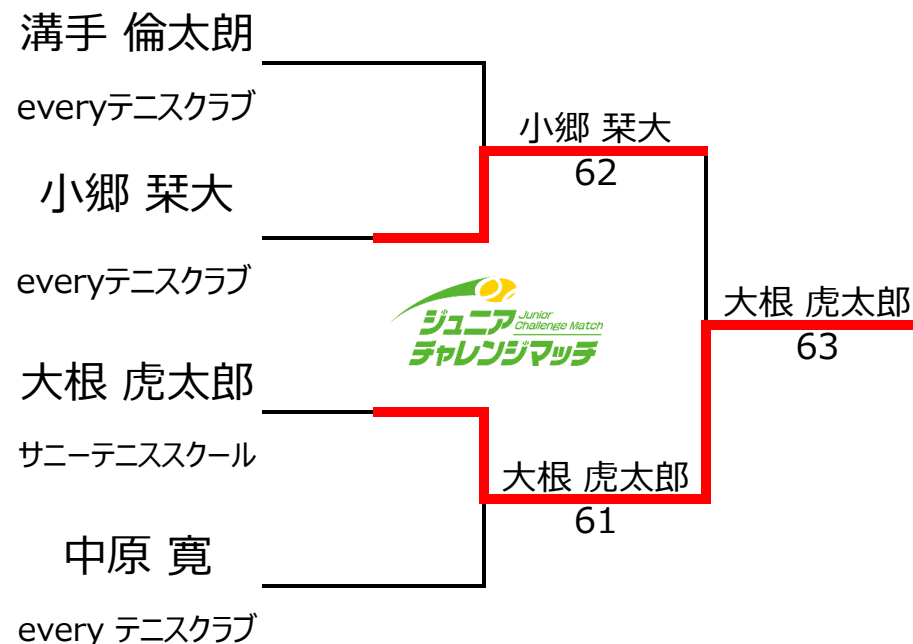 溝手 倫太朗
everyテニスクラブ
小郷 栞大
62
小郷 栞大
everyテニスクラブ
大根 虎太郎
63
ジュニア Junior
Challenge Match
チャレンジマッチ
大根 虎太郎
サニーテニススクール
大根 虎太郎
61
中原 寛
every テニスクラブ